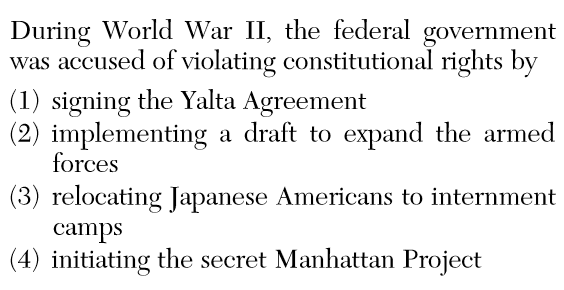 During World War II, the federal government
was accused of violating constitutional rights by
(1) signing the Yalta Agreement
(2) implementing a draft to expand the armed
forces
(3) relocating Japanese Americans to internment
camps
(4) initiating the secret Manhattan Project